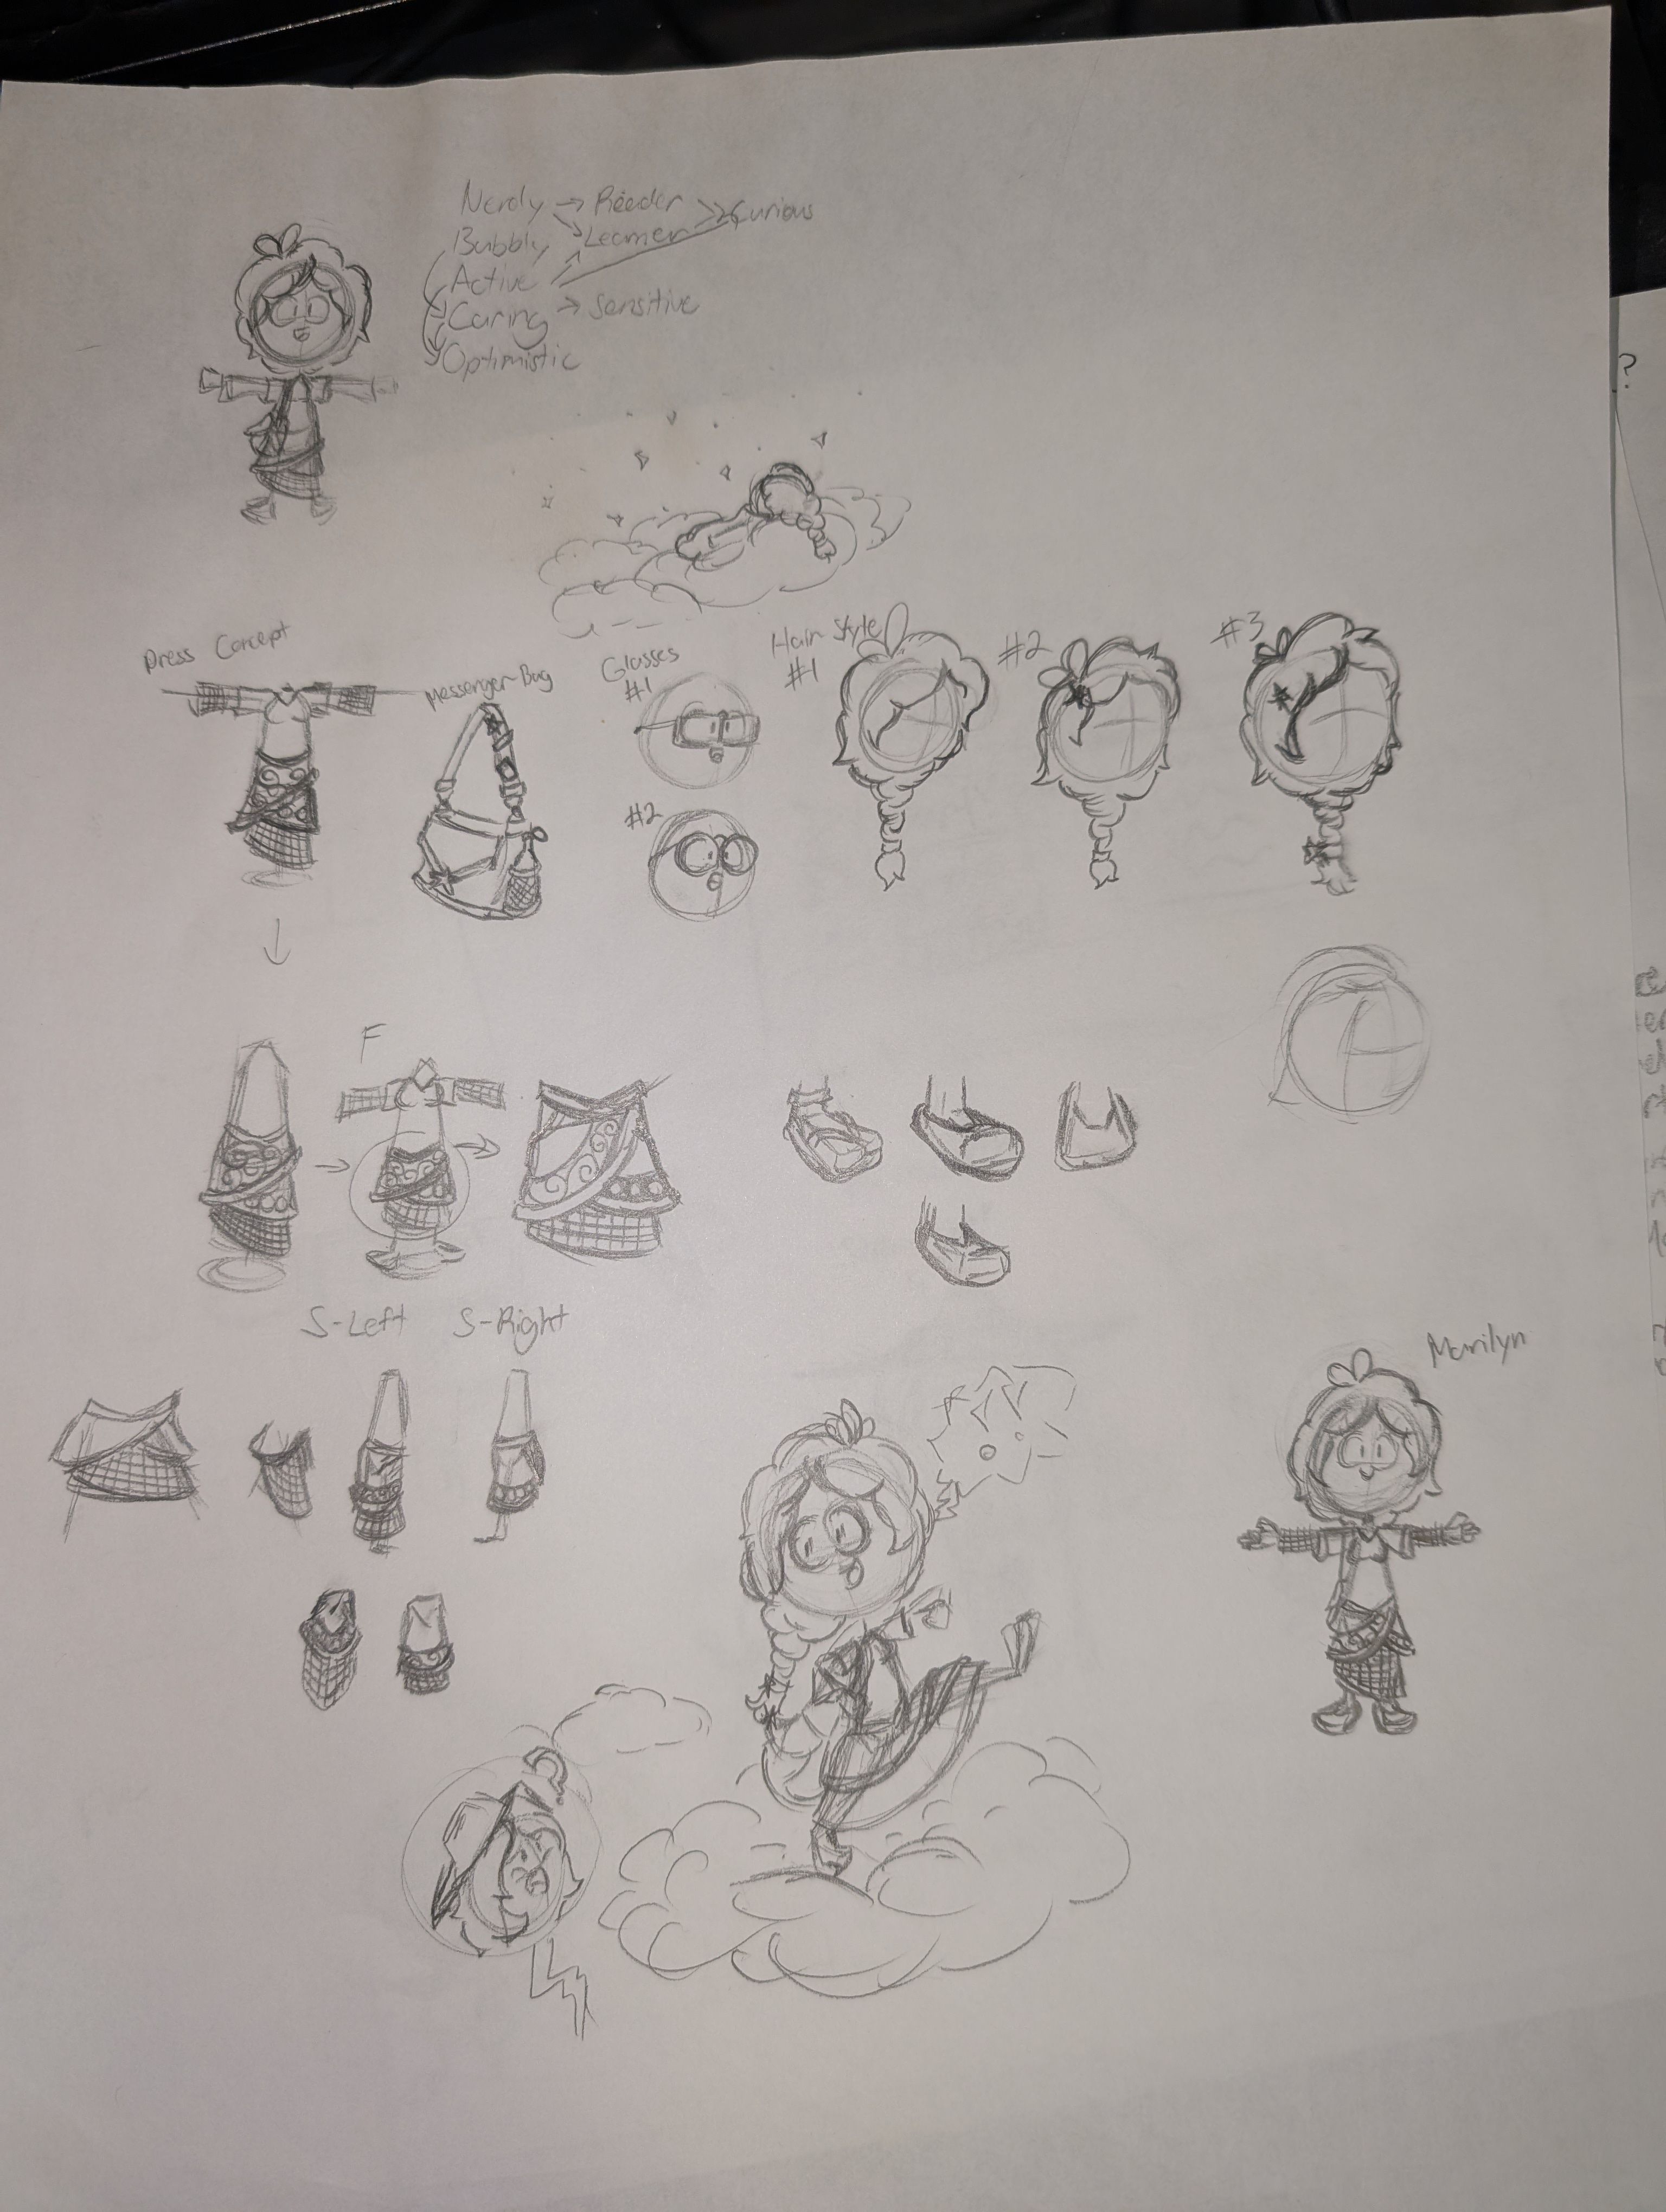 Nerdy → Reader → Curious
Bubbly → Learner
Active
Caring → Sensitive
Optimistic
?
Dress Concept
Messenger Bag
Glasses
#1
#2
Hair Style
#1
#2
#3
F
S-Left
S-Right
Marilyn
?